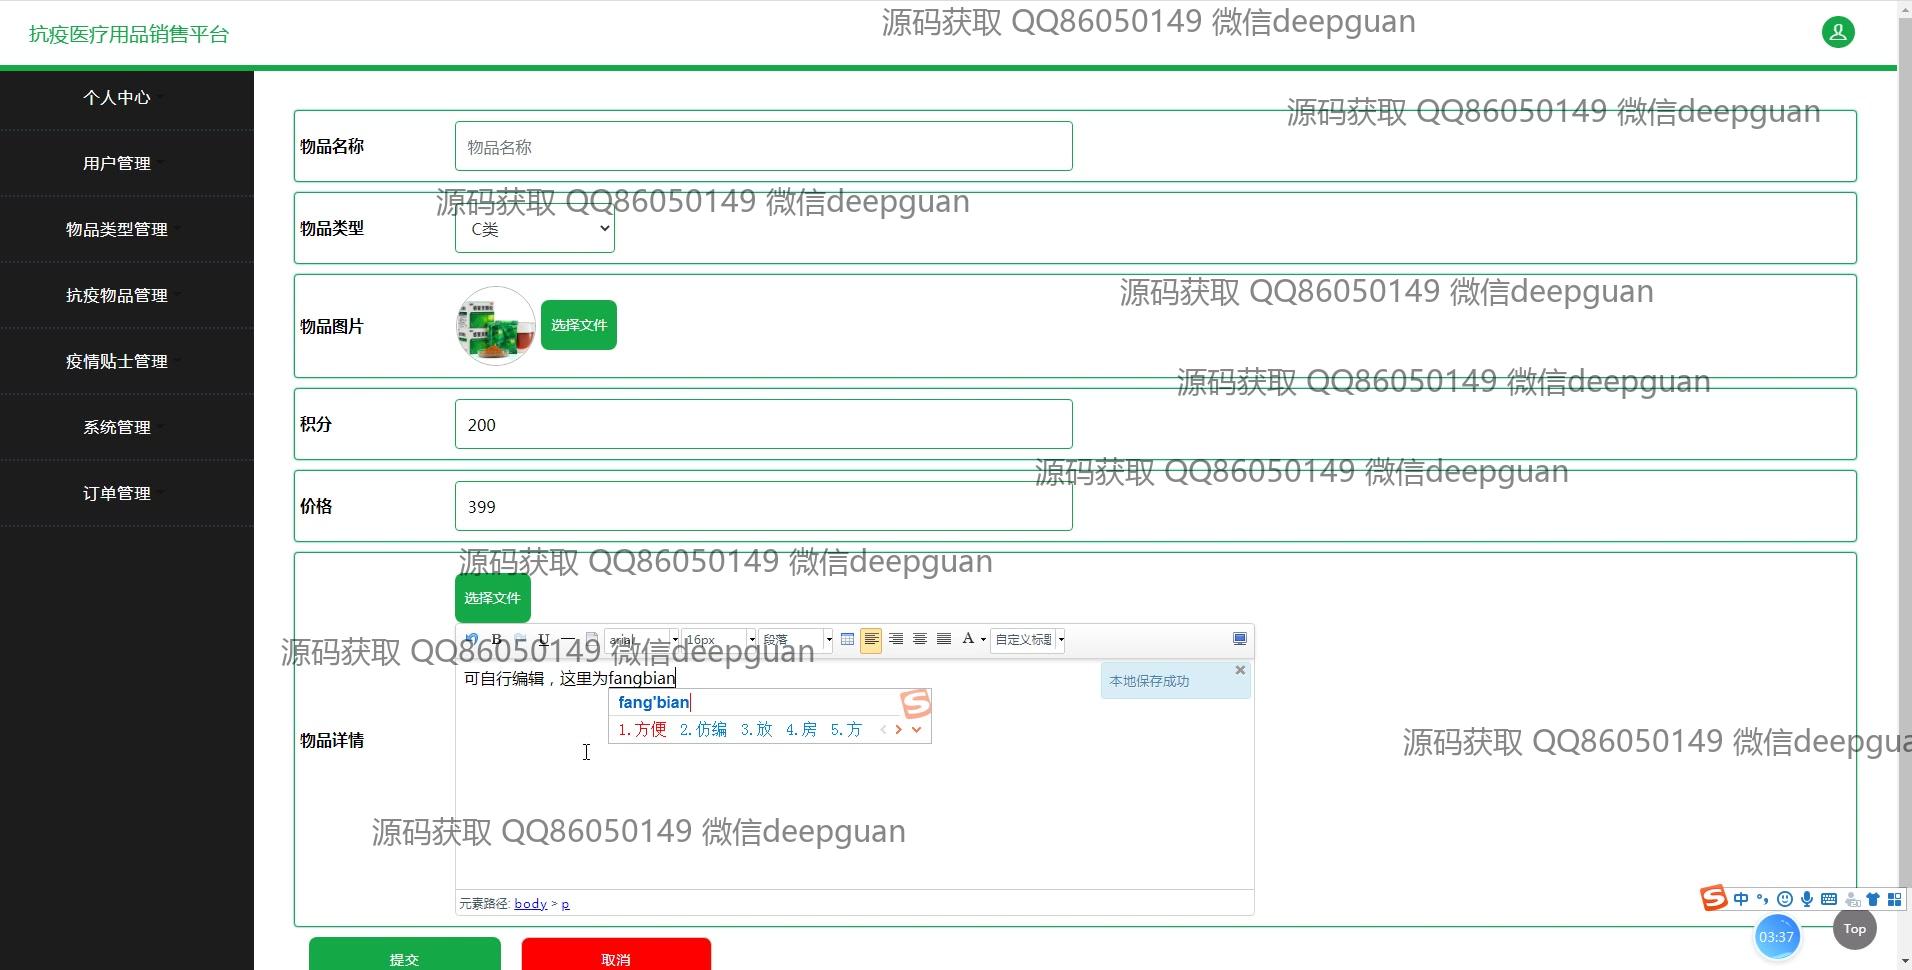 抗疫医疗用品销售平台
源码获取 QQ86050149 微信deepguan
个人中心
用户管理
物品类型管理
抗疫物品管理
疫情贴士管理
系统管理
订单管理
源码获取 QQ86050149 微信deepguan
物品名称 物品名称
源码获取 QQ86050149 微信deepguan
物品类型 C类
源码获取 QQ86050149 微信deepguan
物品图片 选择文件
源码获取 QQ86050149 微信deepguan
积分 200
源码获取 QQ86050149 微信deepguan
价格 399
源码获取 QQ86050149 微信deepguan
选择文件
B U arial 16px 段落 A 自定义标题
源码获取 QQ86050149 微信deepguan
可自行编辑，这里为fangbian
本地保存成功
fang'bian
1.方便 2.仿编 3.放 4.房 5.方
物品详情
源码获取 QQ86050149 微信deepgua
源码获取 QQ86050149 微信deepguan
元素路径: body > p
中
03:37
Top
提交 取消